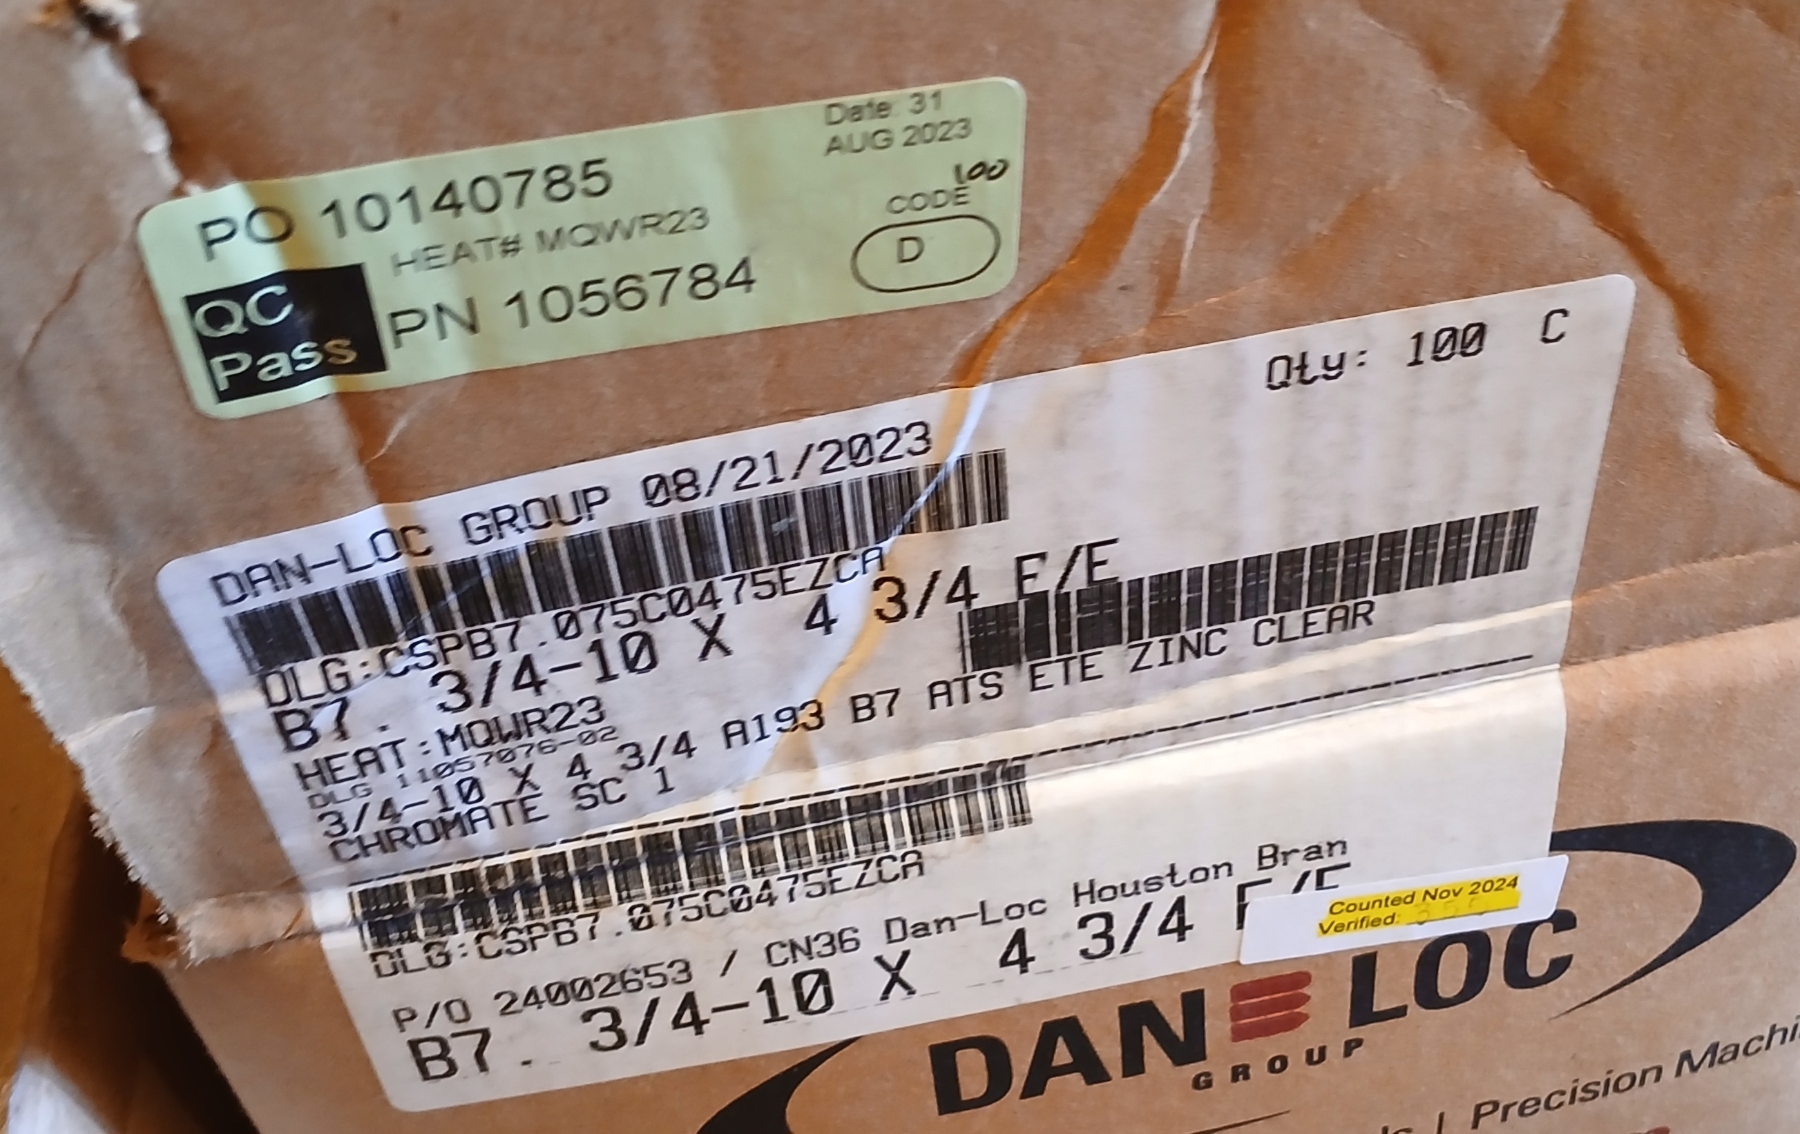 Date: 31
AUG 2023
PO 10140785
100
HEAT# MQWR23
CODE
D
QC
Pass
PN 1056784
Qty: 100 C
DAN-LOC GROUP 08/21/2023
DLG:CSPB7.075C0475EZCA
B7. 3/4-10 X 4 3/4 E/E
HEAT:MQWR23
DLG 11057076-02
3/4-10 X 4 3/4 A193 B7 ATS ETE ZINC CLEAR
CHROMATE SC 1
DLG:CSPB7.075C0475EZCA
P/O 24002653 / CN36 Dan-Loc Houston Bran
B7. 3/4-10 X 4 3/4
Counted Nov 2024
Verified:
DAN LOC
GROUP
| Precision Machi